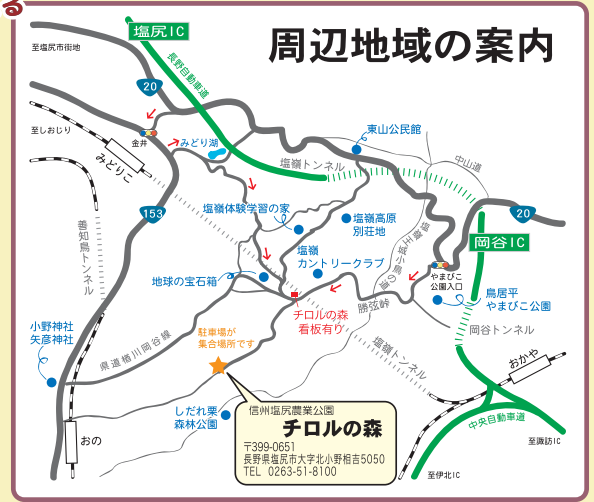 る
周辺地域の案内
塩尻IC
至塩尻市街地
長野自動車道
20
至しおじり
金井
みどり湖
東山公民館
みどりこ
塩嶺トンネル
中山道
153
塩嶺体験学習の家
塩嶺高原
別荘地
20
善知鳥トンネル
塩嶺王城小鳥の道
岡谷IC
塩嶺
カントリークラブ
やまびこ
公園入口
地球の宝石箱
鳥居平
やまびこ公園
勝弦峠
チロルの森
看板有り
小野神社
矢彦神社
駐車場が
集合場所です
岡谷トンネル
県道楢川岡谷線
塩嶺トンネル
おかや
しだれ栗
森林公園
信州塩尻農業公園
チロルの森
〒399-0651
長野県塩尻市大字北小野相吉5050
TEL 0263-51-8100
おの
中央自動車道
至諏訪IC
至伊北IC